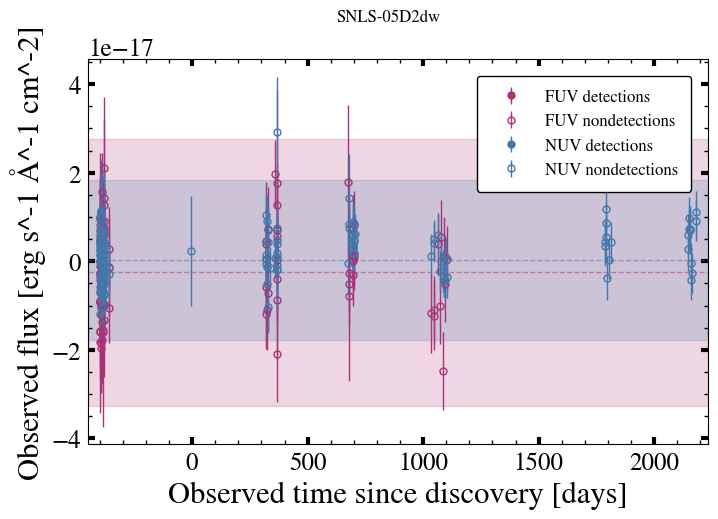 SNLS-05D2dw
1e−17
Observed flux [erg s^-1 Å^-1 cm^-2]
4
2
0
−2
−4
FUV detections
FUV nondetections
NUV detections
NUV nondetections
0 500 1000 1500 2000
Observed time since discovery [days]